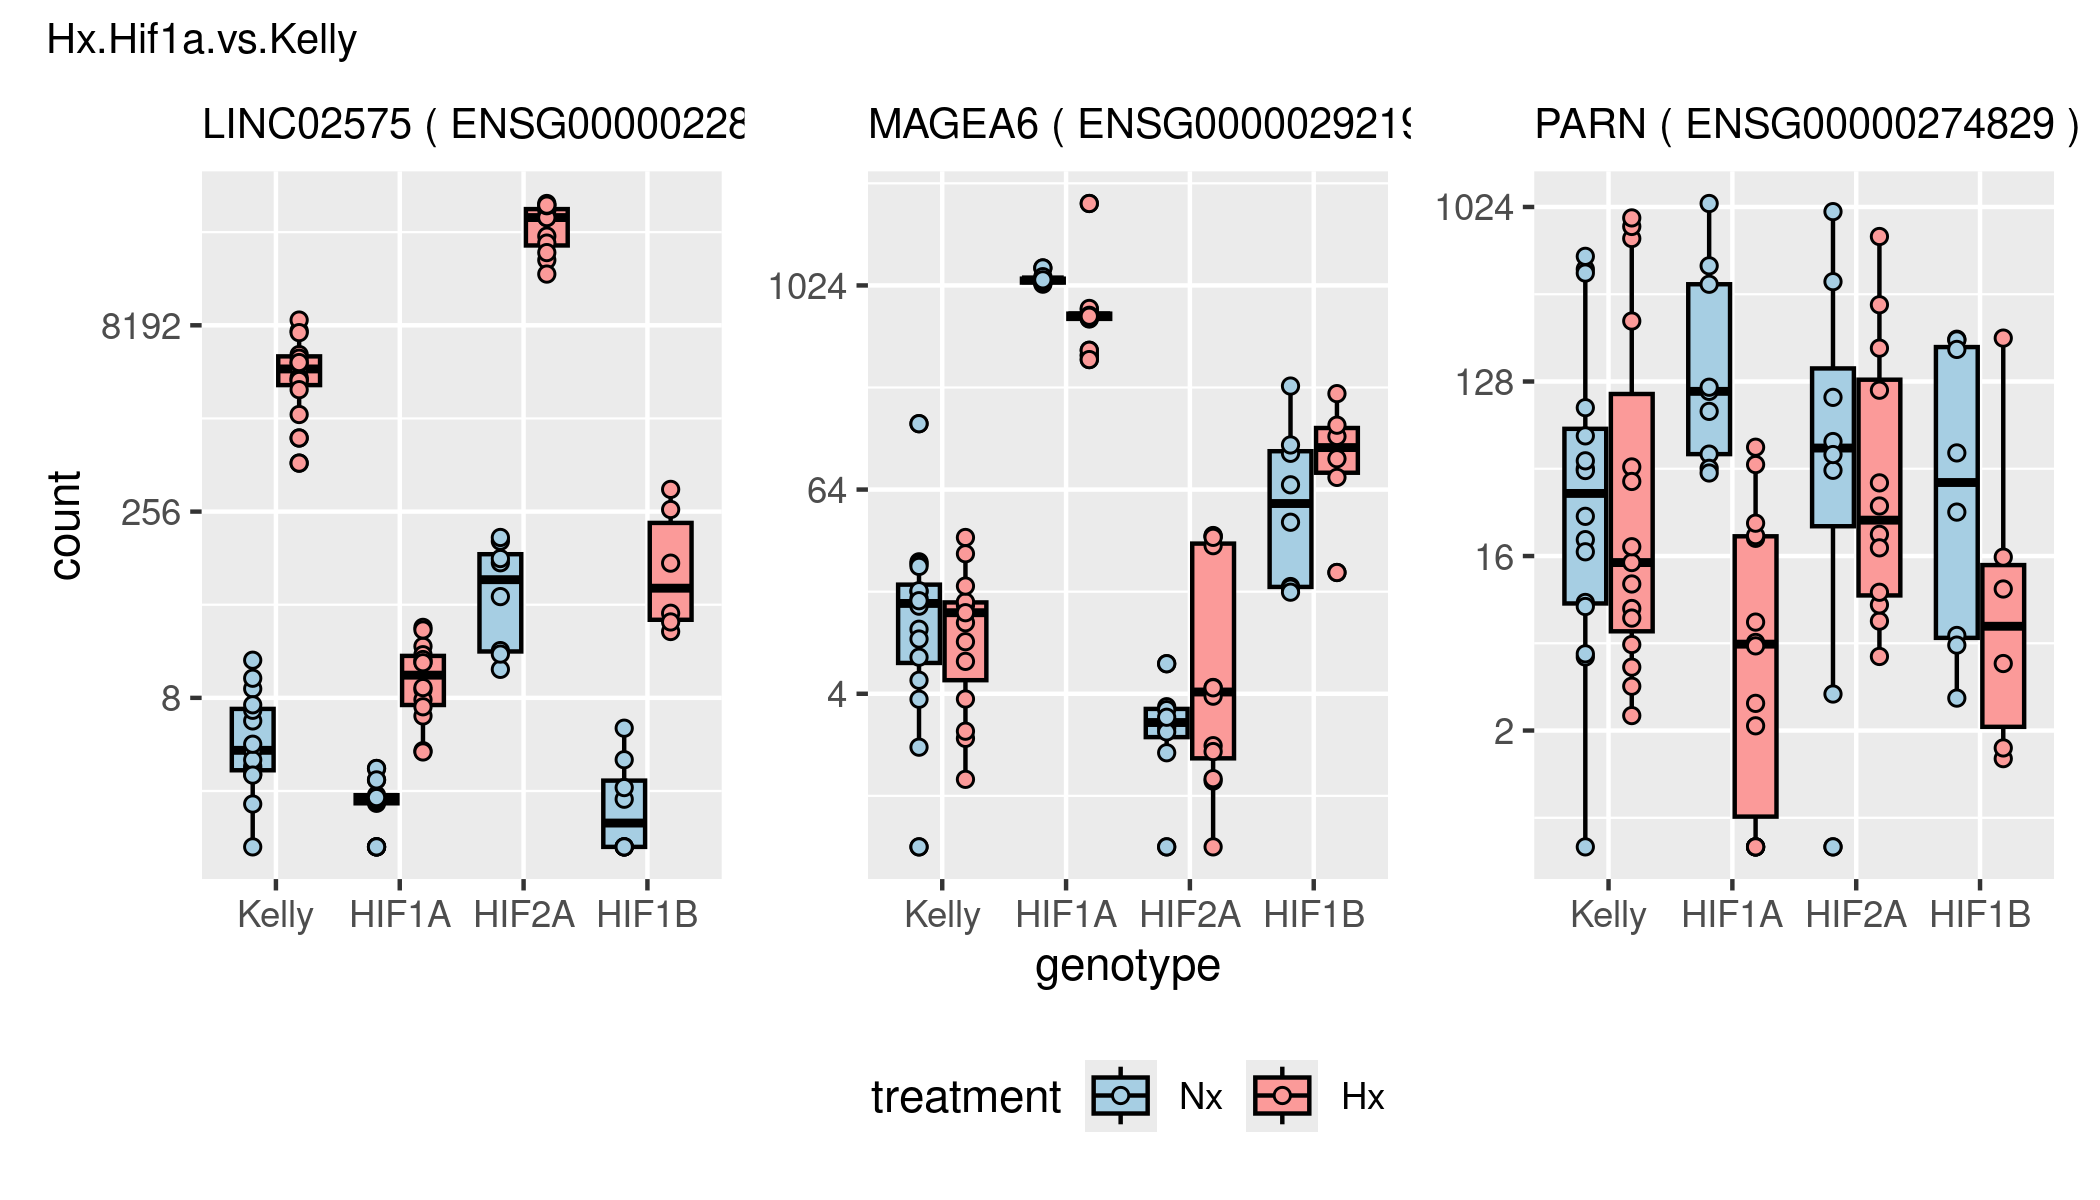 Hx.Hif1a.vs.Kelly
LINC02575 ( ENSG00000228
MAGEA6 ( ENSG0000029219
PARN ( ENSG00000274829 )
count
8192
256
8
1024
64
4
1024
128
16
2
Kelly HIF1A HIF2A HIF1B
Kelly HIF1A HIF2A HIF1B
Kelly HIF1A HIF2A HIF1B
genotype
treatment Nx Hx